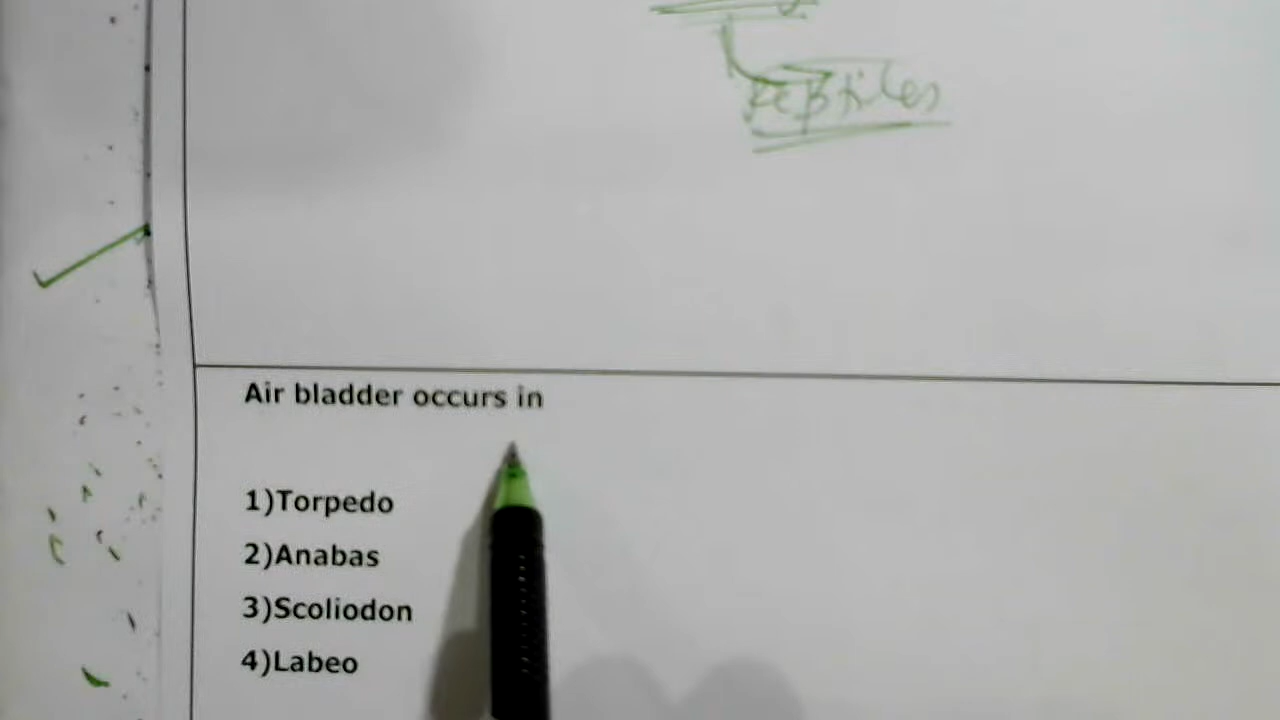 Reptiles
Air bladder occurs in
1)Torpedo
2)Anabas
3)Scoliodon
4)Labeo